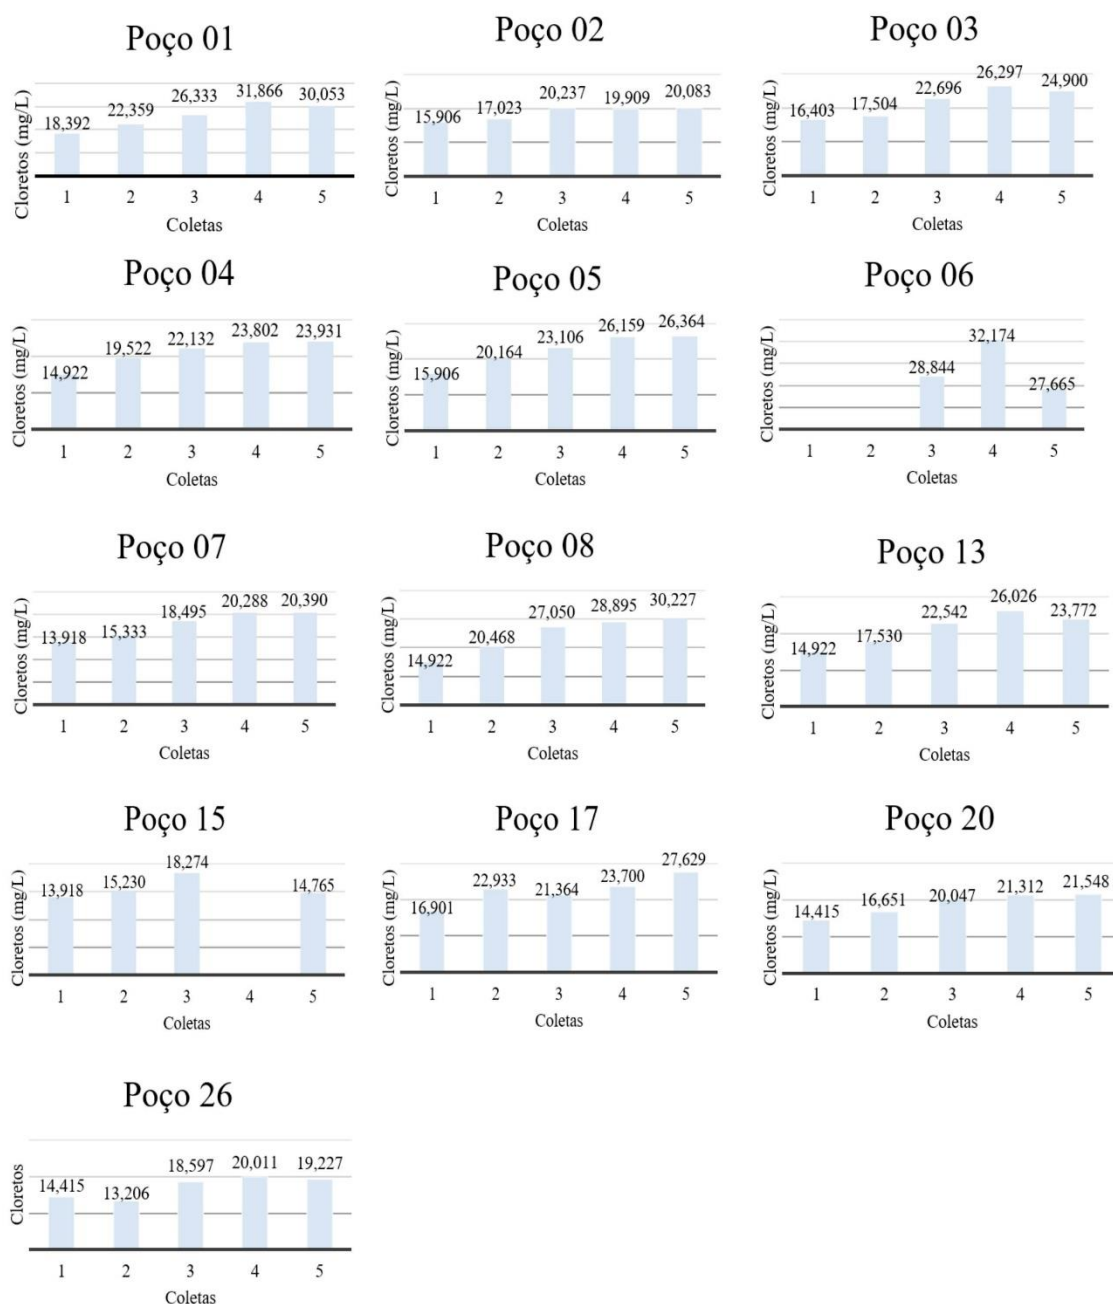 Poço 01
Cloretos (mg/L)
18,392 22,359 26,333 31,866 30,053
1 2 3 4 5
Coletas
Poço 02
Cloretos (mg/L)
15,906 17,023 20,237 19,909 20,083
1 2 3 4 5
Coletas
Poço 03
Cloretos (mg/L)
16,403 17,504 22,696 26,297 24,900
1 2 3 4 5
Coletas
Poço 04
Cloretos (mg/L)
14,922 19,522 22,132 23,802 23,931
1 2 3 4 5
Coletas
Poço 05
Cloretos (mg/L)
15,906 20,164 23,106 26,159 26,364
1 2 3 4 5
Coletas
Poço 06
Cloretos (mg/L)
28,844 32,174 27,665
1 2 3 4 5
Coletas
Poço 07
Cloretos (mg/L)
13,918 15,333 18,495 20,288 20,390
1 2 3 4 5
Coletas
Poço 08
Cloretos (mg/L)
14,922 20,468 27,050 28,895 30,227
1 2 3 4 5
Coletas
Poço 13
Cloretos (mg/L)
14,922 17,530 22,542 26,026 23,772
1 2 3 4 5
Coletas
Poço 15
Cloretos (mg/L)
13,918 15,230 18,274 14,765
1 2 3 4 5
Coletas
Poço 17
Cloretos (mg/L)
16,901 22,933 21,364 23,700 27,629
1 2 3 4 5
Coletas
Poço 20
Cloretos (mg/L)
14,415 16,651 20,047 21,312 21,548
1 2 3 4 5
Coletas
Poço 26
Cloretos
14,415 13,206 18,597 20,011 19,227
1 2 3 4 5
Coletas